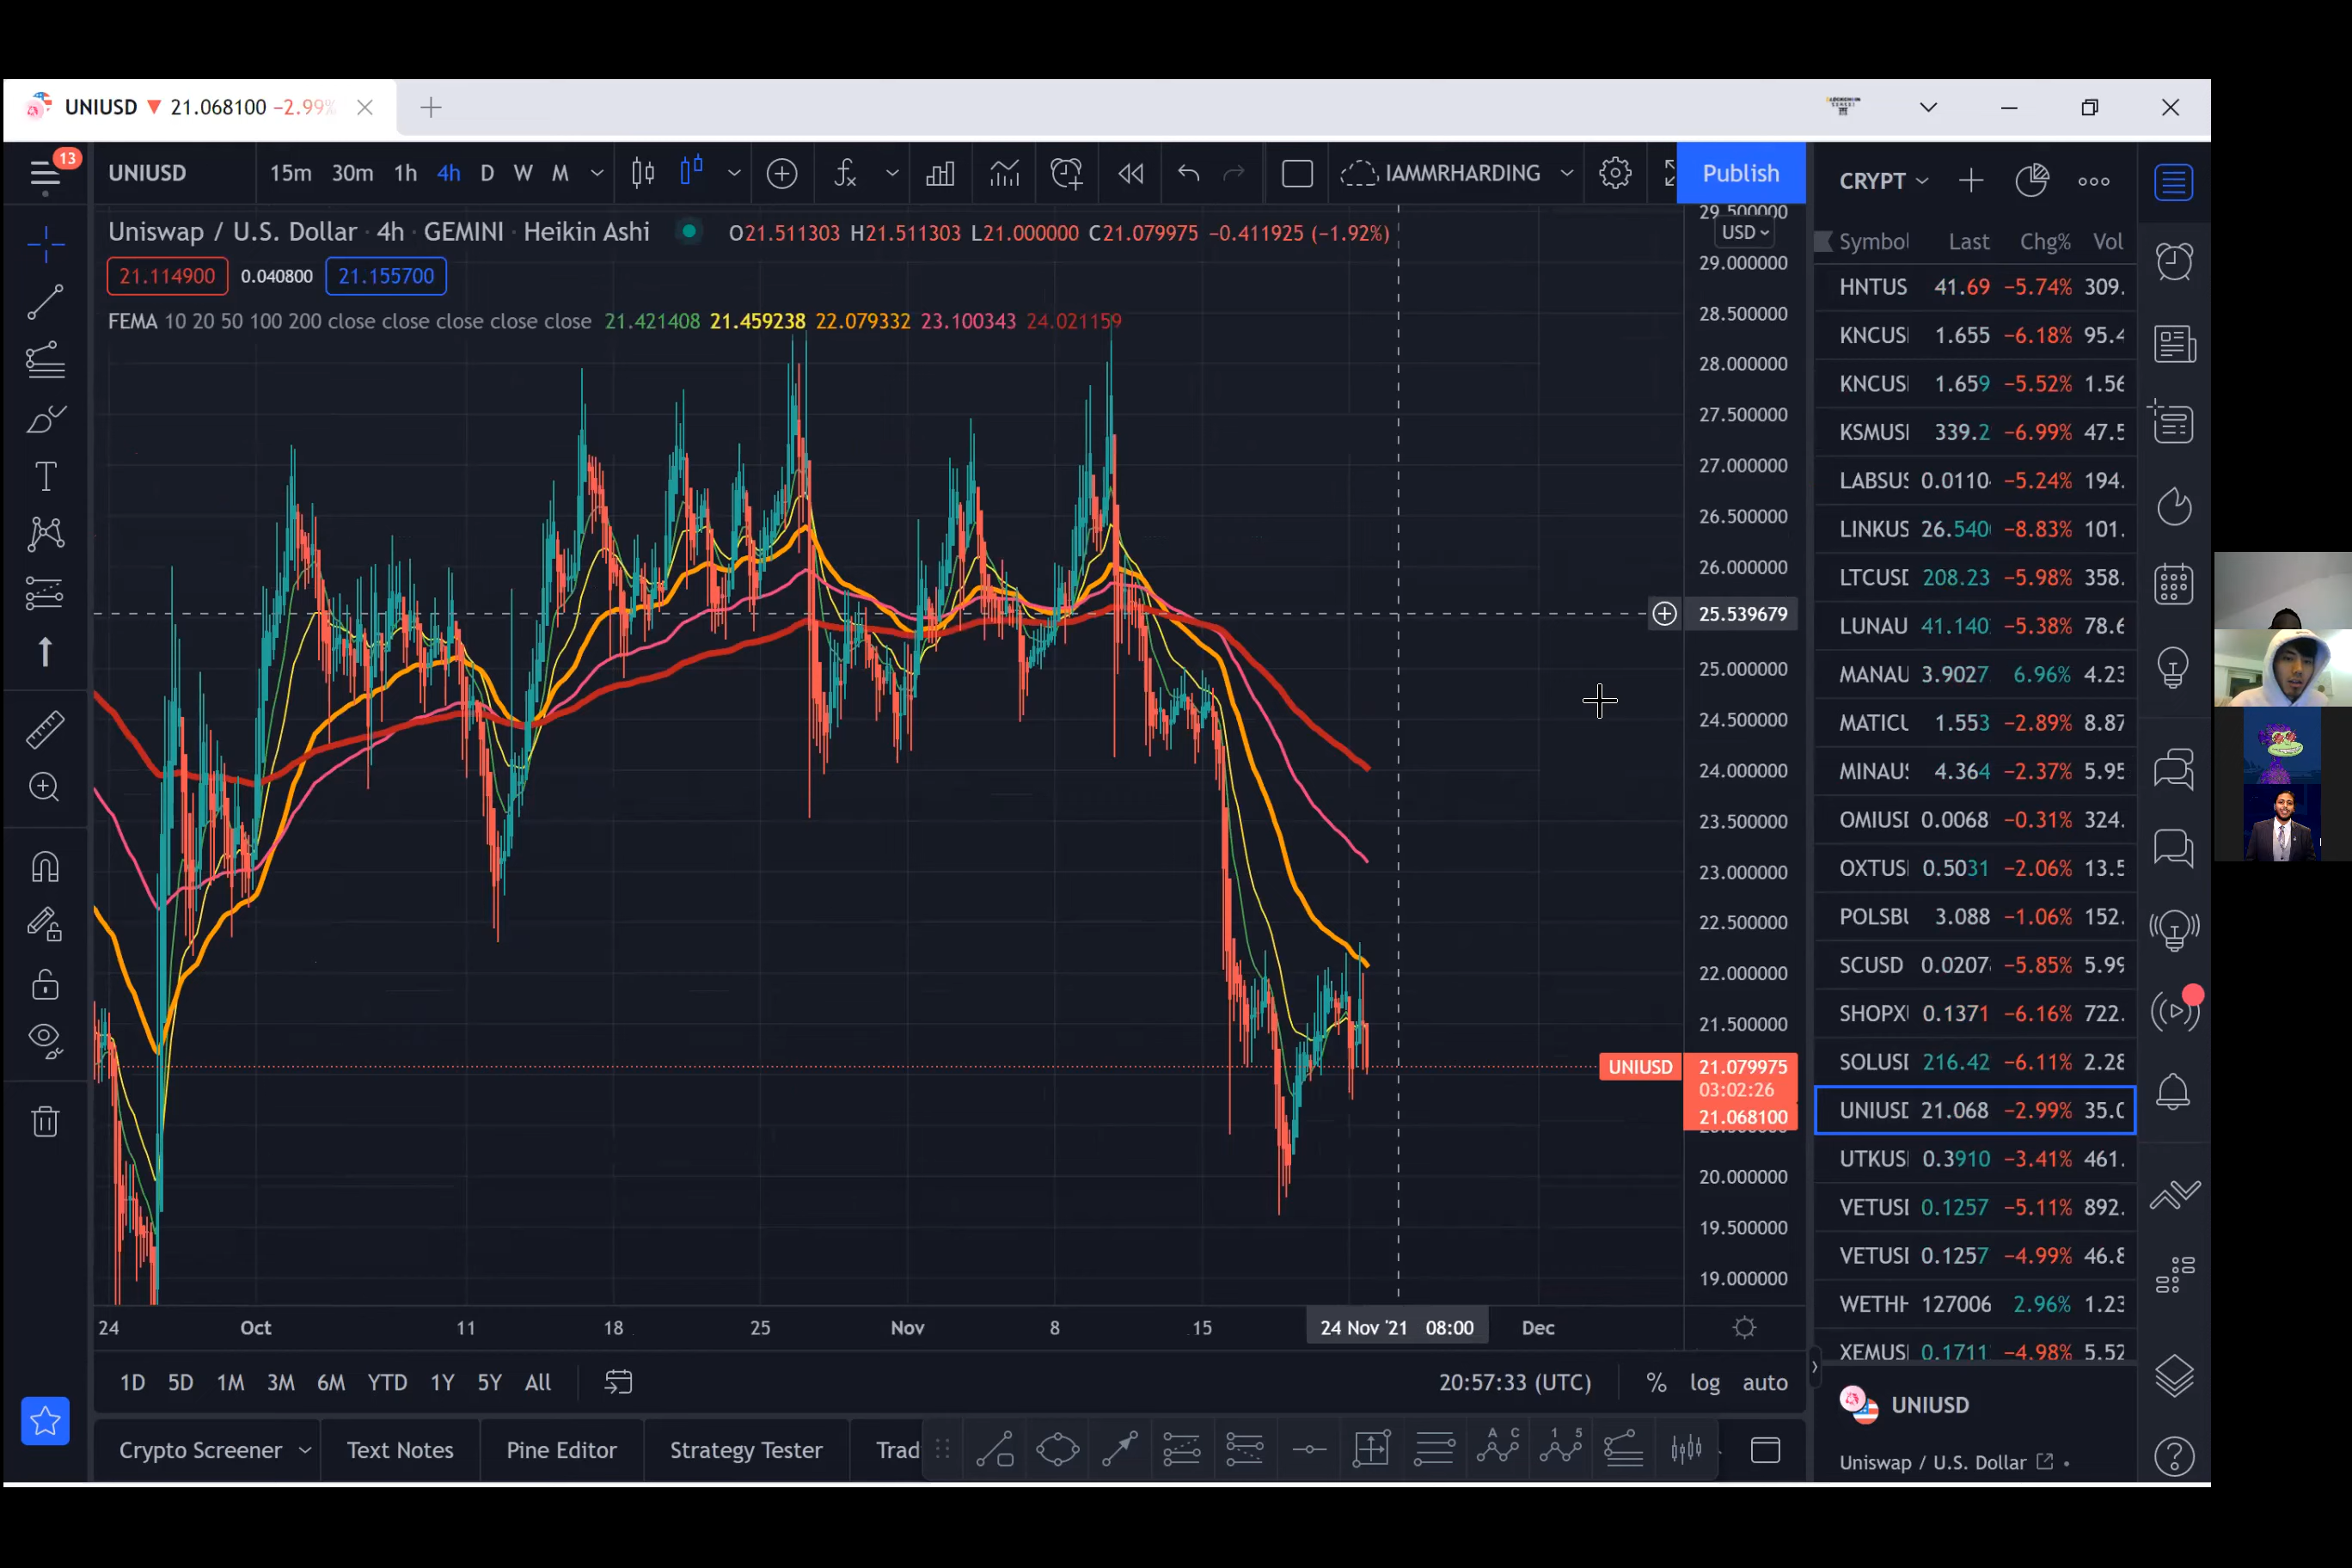 UNIUSD ▼ 21.068100 −2.99%
13
UNIUSD 15m 30m 1h 4h D W M IAMMRHARDING Publish
Uniswap / U.S. Dollar · 4h · GEMINI · Heikin Ashi O21.511303 H21.511303 L21.000000 C21.079975 −0.411925 (−1.92%)
21.114900 0.040800 21.155700
FEMA 10 20 50 100 200 close close close close close 21.421408 21.459238 22.079332 23.100343 24.021159
29.500000
USD
29.000000
28.500000
28.000000
27.500000
27.000000
26.500000
26.000000
25.539679
25.000000
24.500000
24.000000
23.500000
23.000000
22.500000
22.000000
21.500000
UNIUSD 21.079975
03:02:26
21.068100
20.000000
19.500000
19.000000
24 Oct 11 18 25 Nov 8 15 24 Nov '21 08:00 Dec
1D 5D 1M 3M 6M YTD 1Y 5Y All 20:57:33 (UTC) % log auto
Crypto Screener Text Notes Pine Editor Strategy Tester Trad
CRYPT
Symbol Last Chg% Vol
HNTUS 41.69 −5.74% 309.
KNCUS 1.655 −6.18% 95.4
KNCUS 1.659 −5.52% 1.56
KSMUS 339.2 −6.99% 47.5
LABSUS 0.0110 −5.24% 194.
LINKUS 26.540 −8.83% 101.
LTCUSD 208.23 −5.98% 358.
LUNAU 41.140 −5.38% 78.6
MANAU 3.9027 6.96% 4.23
MATICU 1.553 −2.89% 8.87
MINAUS 4.364 −2.37% 5.95
OMIUSD 0.0068 −0.31% 324.
OXTUS 0.5031 −2.06% 13.5
POLSBU 3.088 −1.06% 152.
SCUSD 0.0207 −5.85% 5.99
SHOPXU 0.1371 −6.16% 722.
SOLUSD 216.42 −6.11% 2.28
UNIUSD 21.068 −2.99% 35.0
UTKUS 0.3910 −3.41% 461.
VETUSD 0.1257 −5.11% 892.
VETUSD 0.1257 −4.99% 46.8
WETHH 127006 2.96% 1.23
XEMUS 0.1711 −4.98% 5.52
UNIUSD
Uniswap / U.S. Dollar